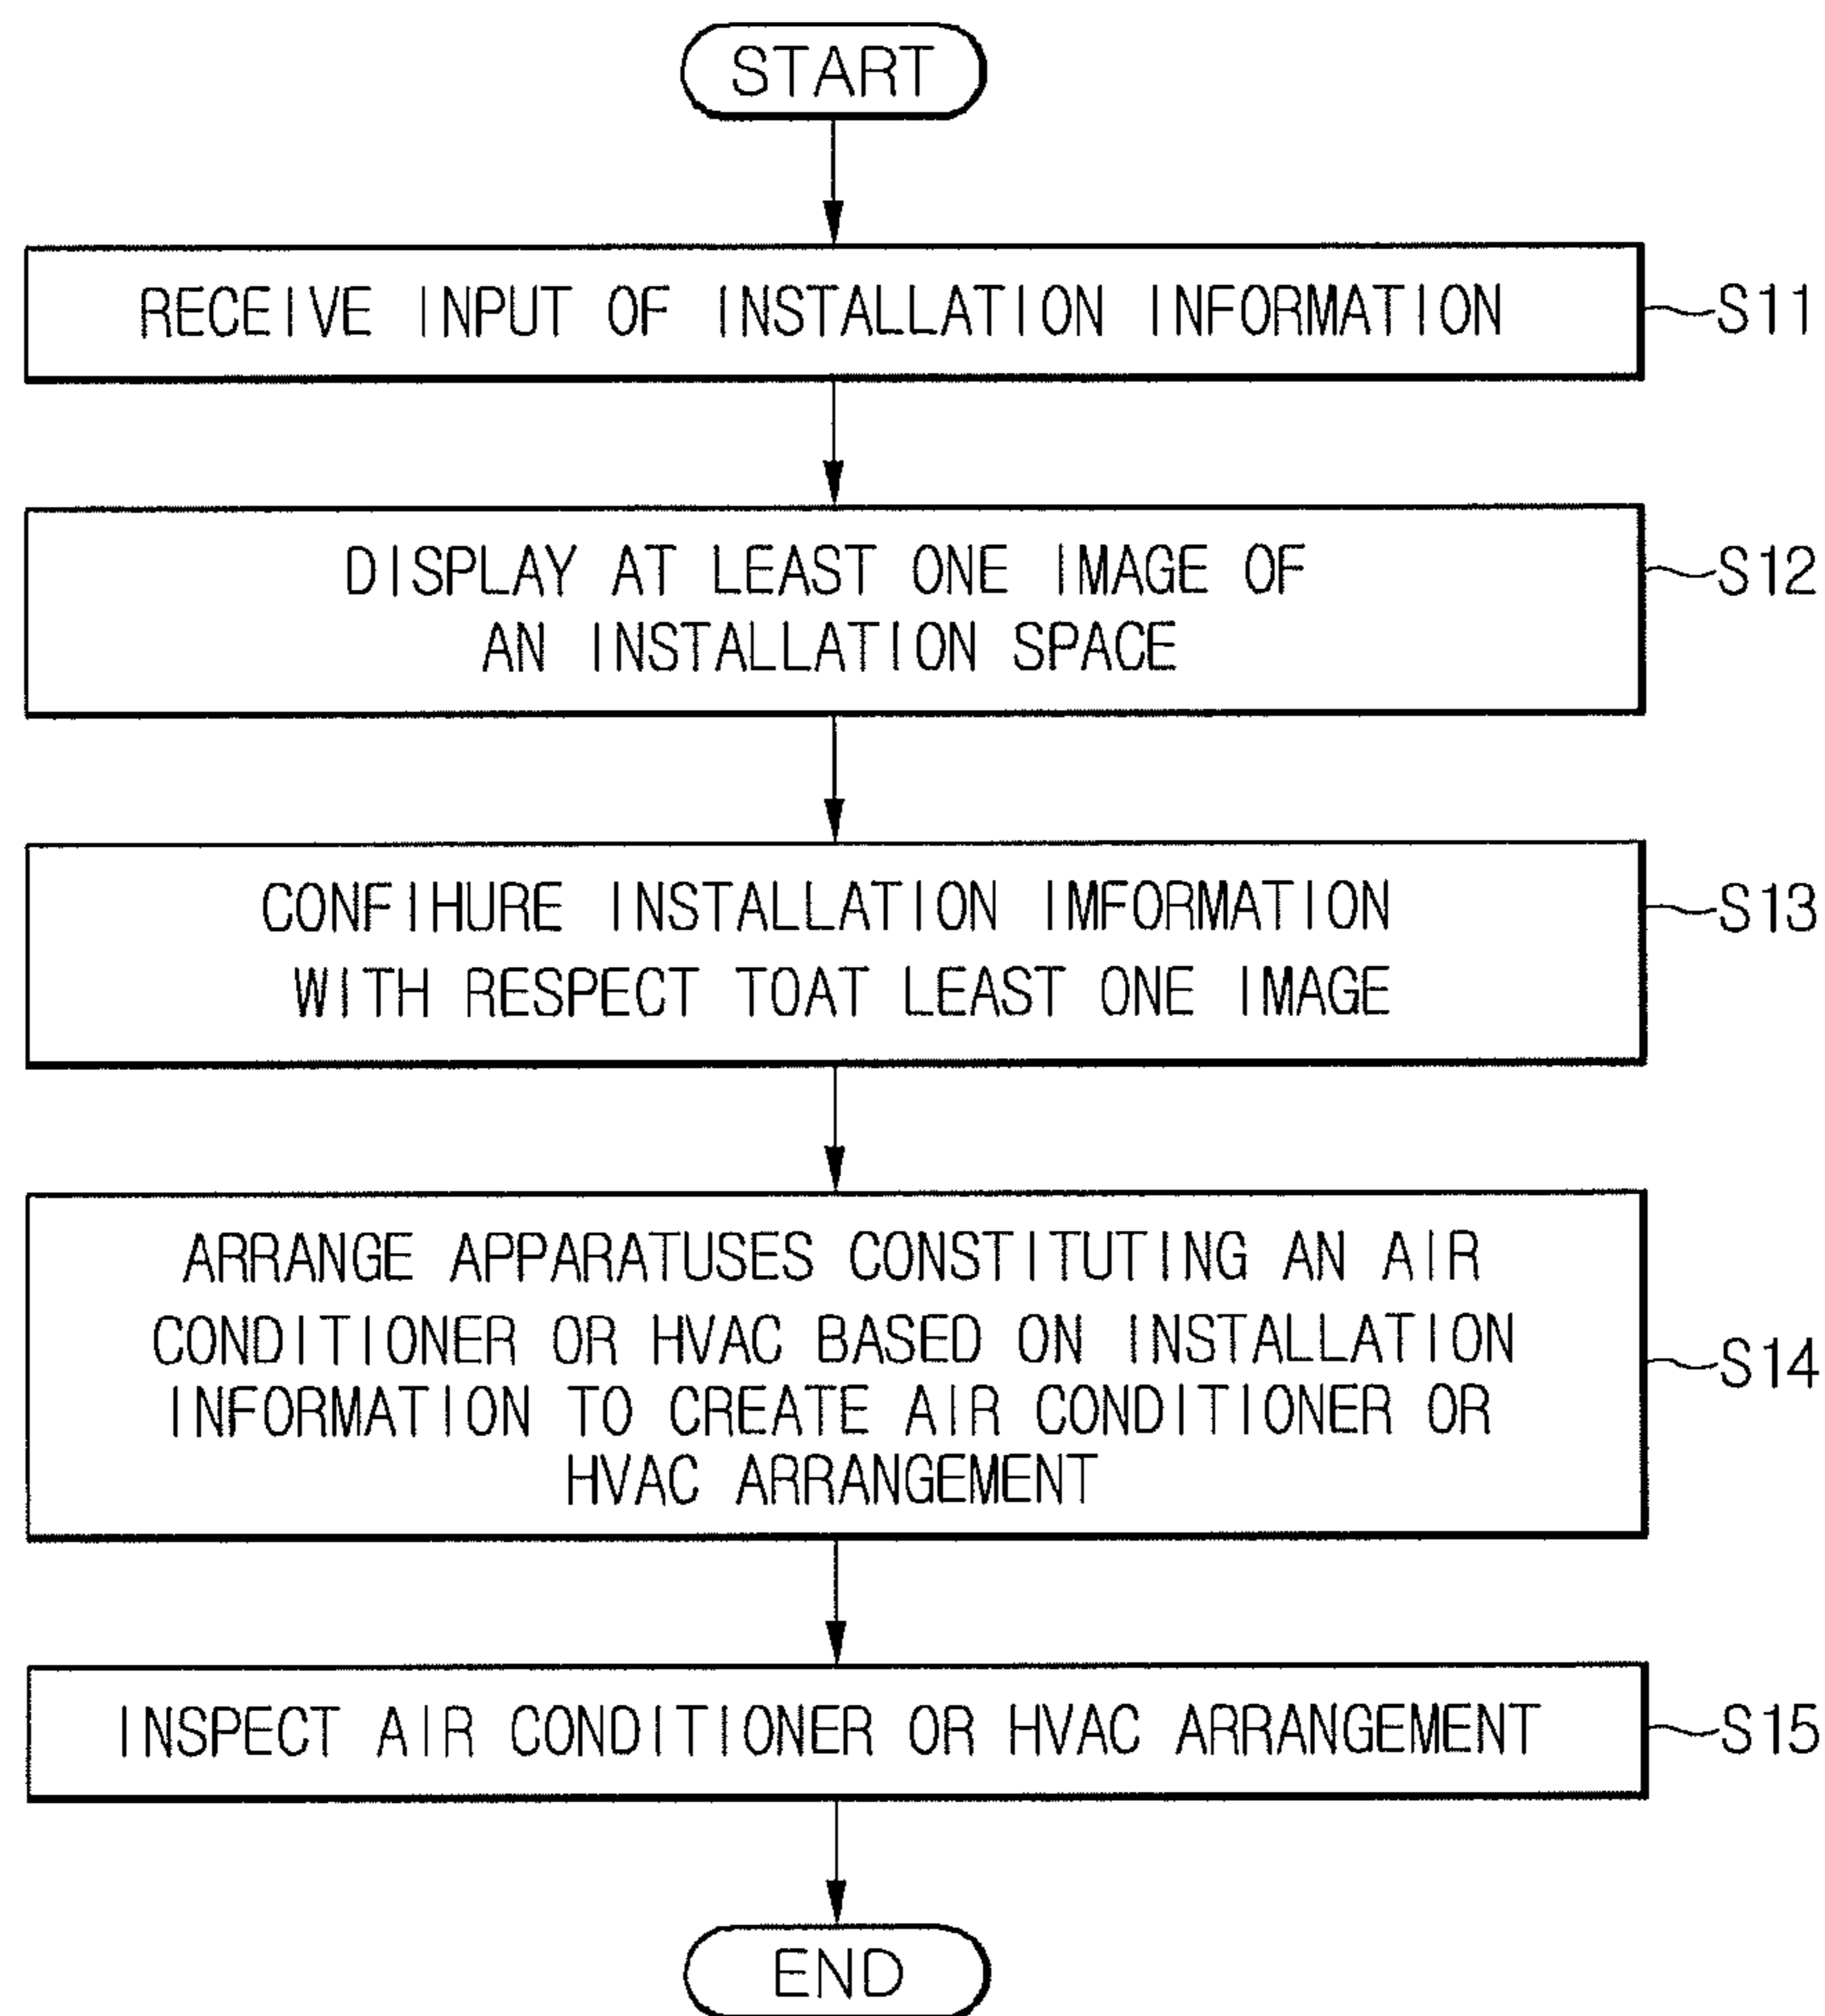 START
RECEIVE INPUT OF INSTALLATION INFORMATION
S11
DISPLAY AT LEAST ONE IMAGE OF
AN INSTALLATION SPACE
S12
CONFIHURE INSTALLATION IMFORMATION
WITH RESPECT TOAT LEAST ONE IMAGE
S13
ARRANGE APPARATUSES CONSTITUTING AN AIR
CONDITIONER OR HVAC BASED ON INSTALLATION
INFORMATION TO CREATE AIR CONDITIONER OR
HVAC ARRANGEMENT
S14
INSPECT AIR CONDITIONER OR HVAC ARRANGEMENT
S15
END